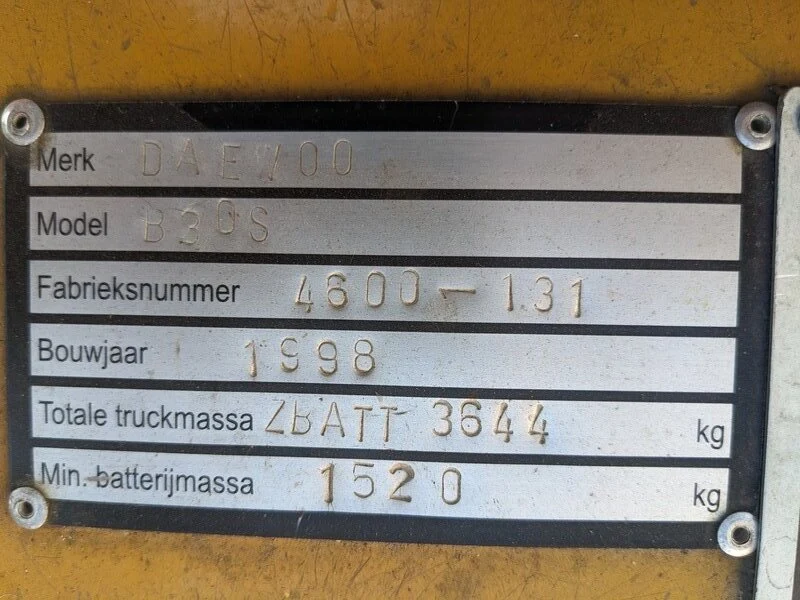 Merk DAEWOO
Model B30S
Fabrieksnummer 4600-131
Bouwjaar 1998
Totale truckmassa ZBATT 3644 kg
Min. batterijmassa 1520 kg